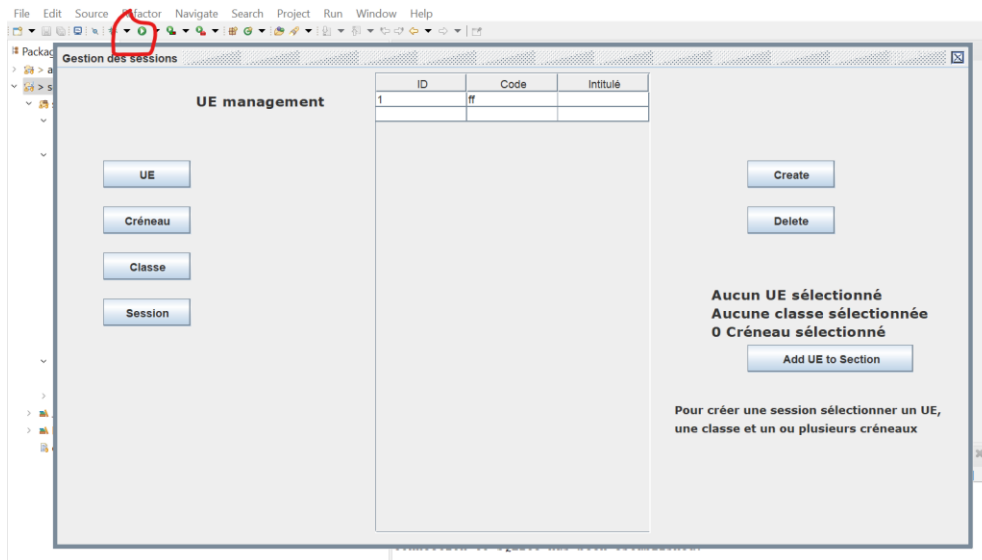 File Edit Source Refactor Navigate Search Project Run Window Help
Packag
Gestion des sessions
> a
> s
ID Code Intitulé
1 ff
UE management
UE
Créneau
Classe
Session
Create
Delete
Aucun UE sélectionné
Aucune classe sélectionnée
0 Créneau sélectionné
Add UE to Section
Pour créer une session sélectionner un UE,
une classe et un ou plusieurs créneaux